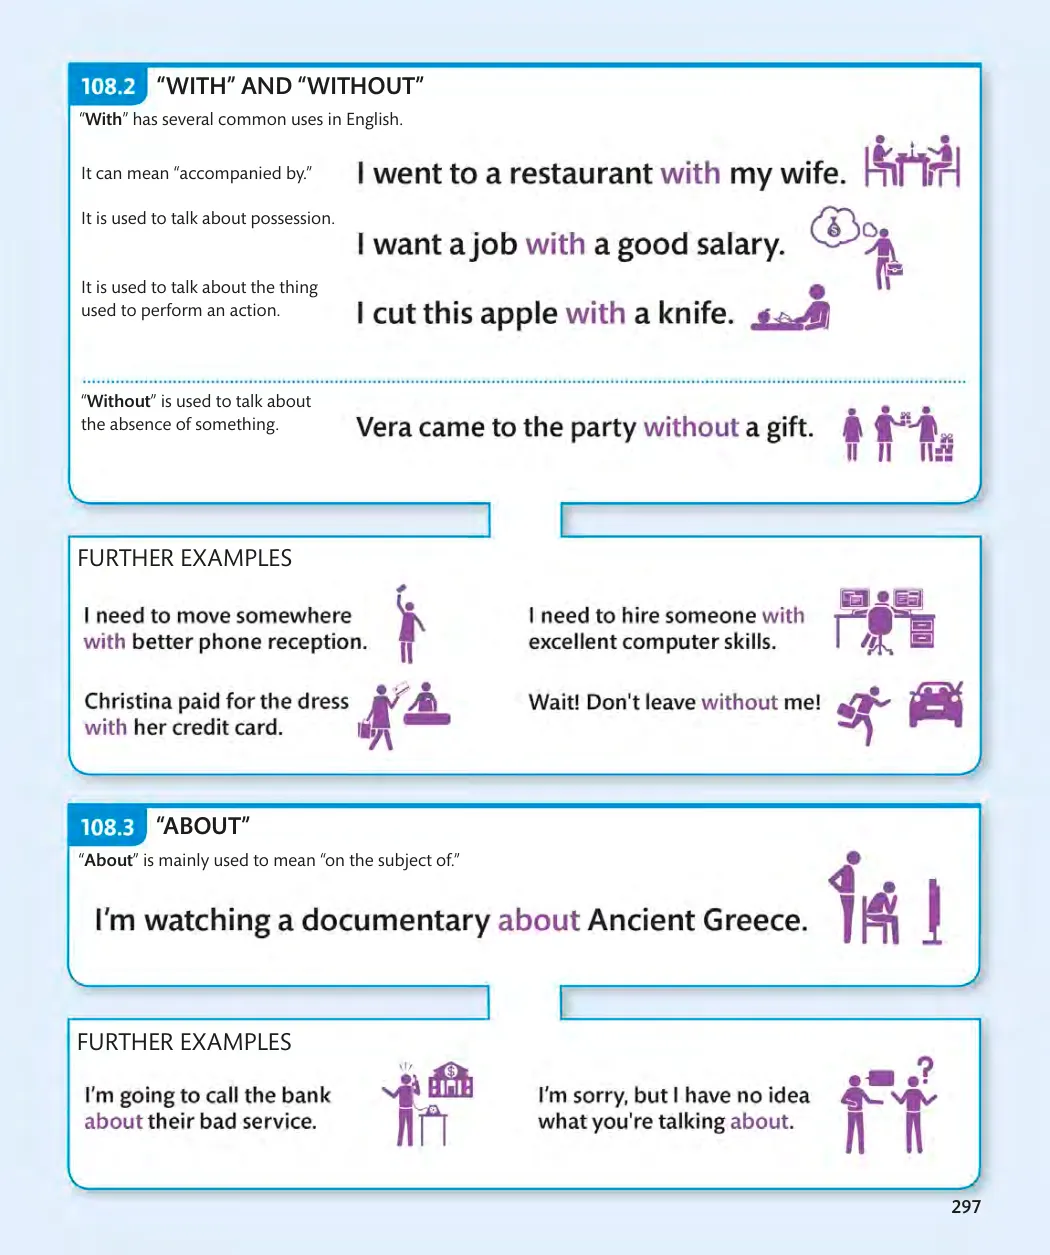 108.2 “WITH” AND “WITHOUT”
“With” has several common uses in English.
It can mean “accompanied by.”
I went to a restaurant with my wife.
It is used to talk about possession.
I want a job with a good salary.
It is used to talk about the thing
used to perform an action.
I cut this apple with a knife.
“Without” is used to talk about
the absence of something.
Vera came to the party without a gift.
FURTHER EXAMPLES
I need to move somewhere
with better phone reception.
I need to hire someone with
excellent computer skills.
Christina paid for the dress
with her credit card.
Wait! Don't leave without me!
108.3 “ABOUT”
“About” is mainly used to mean “on the subject of.”
I'm watching a documentary about Ancient Greece.
FURTHER EXAMPLES
I'm going to call the bank
about their bad service.
I'm sorry, but I have no idea
what you're talking about.
297